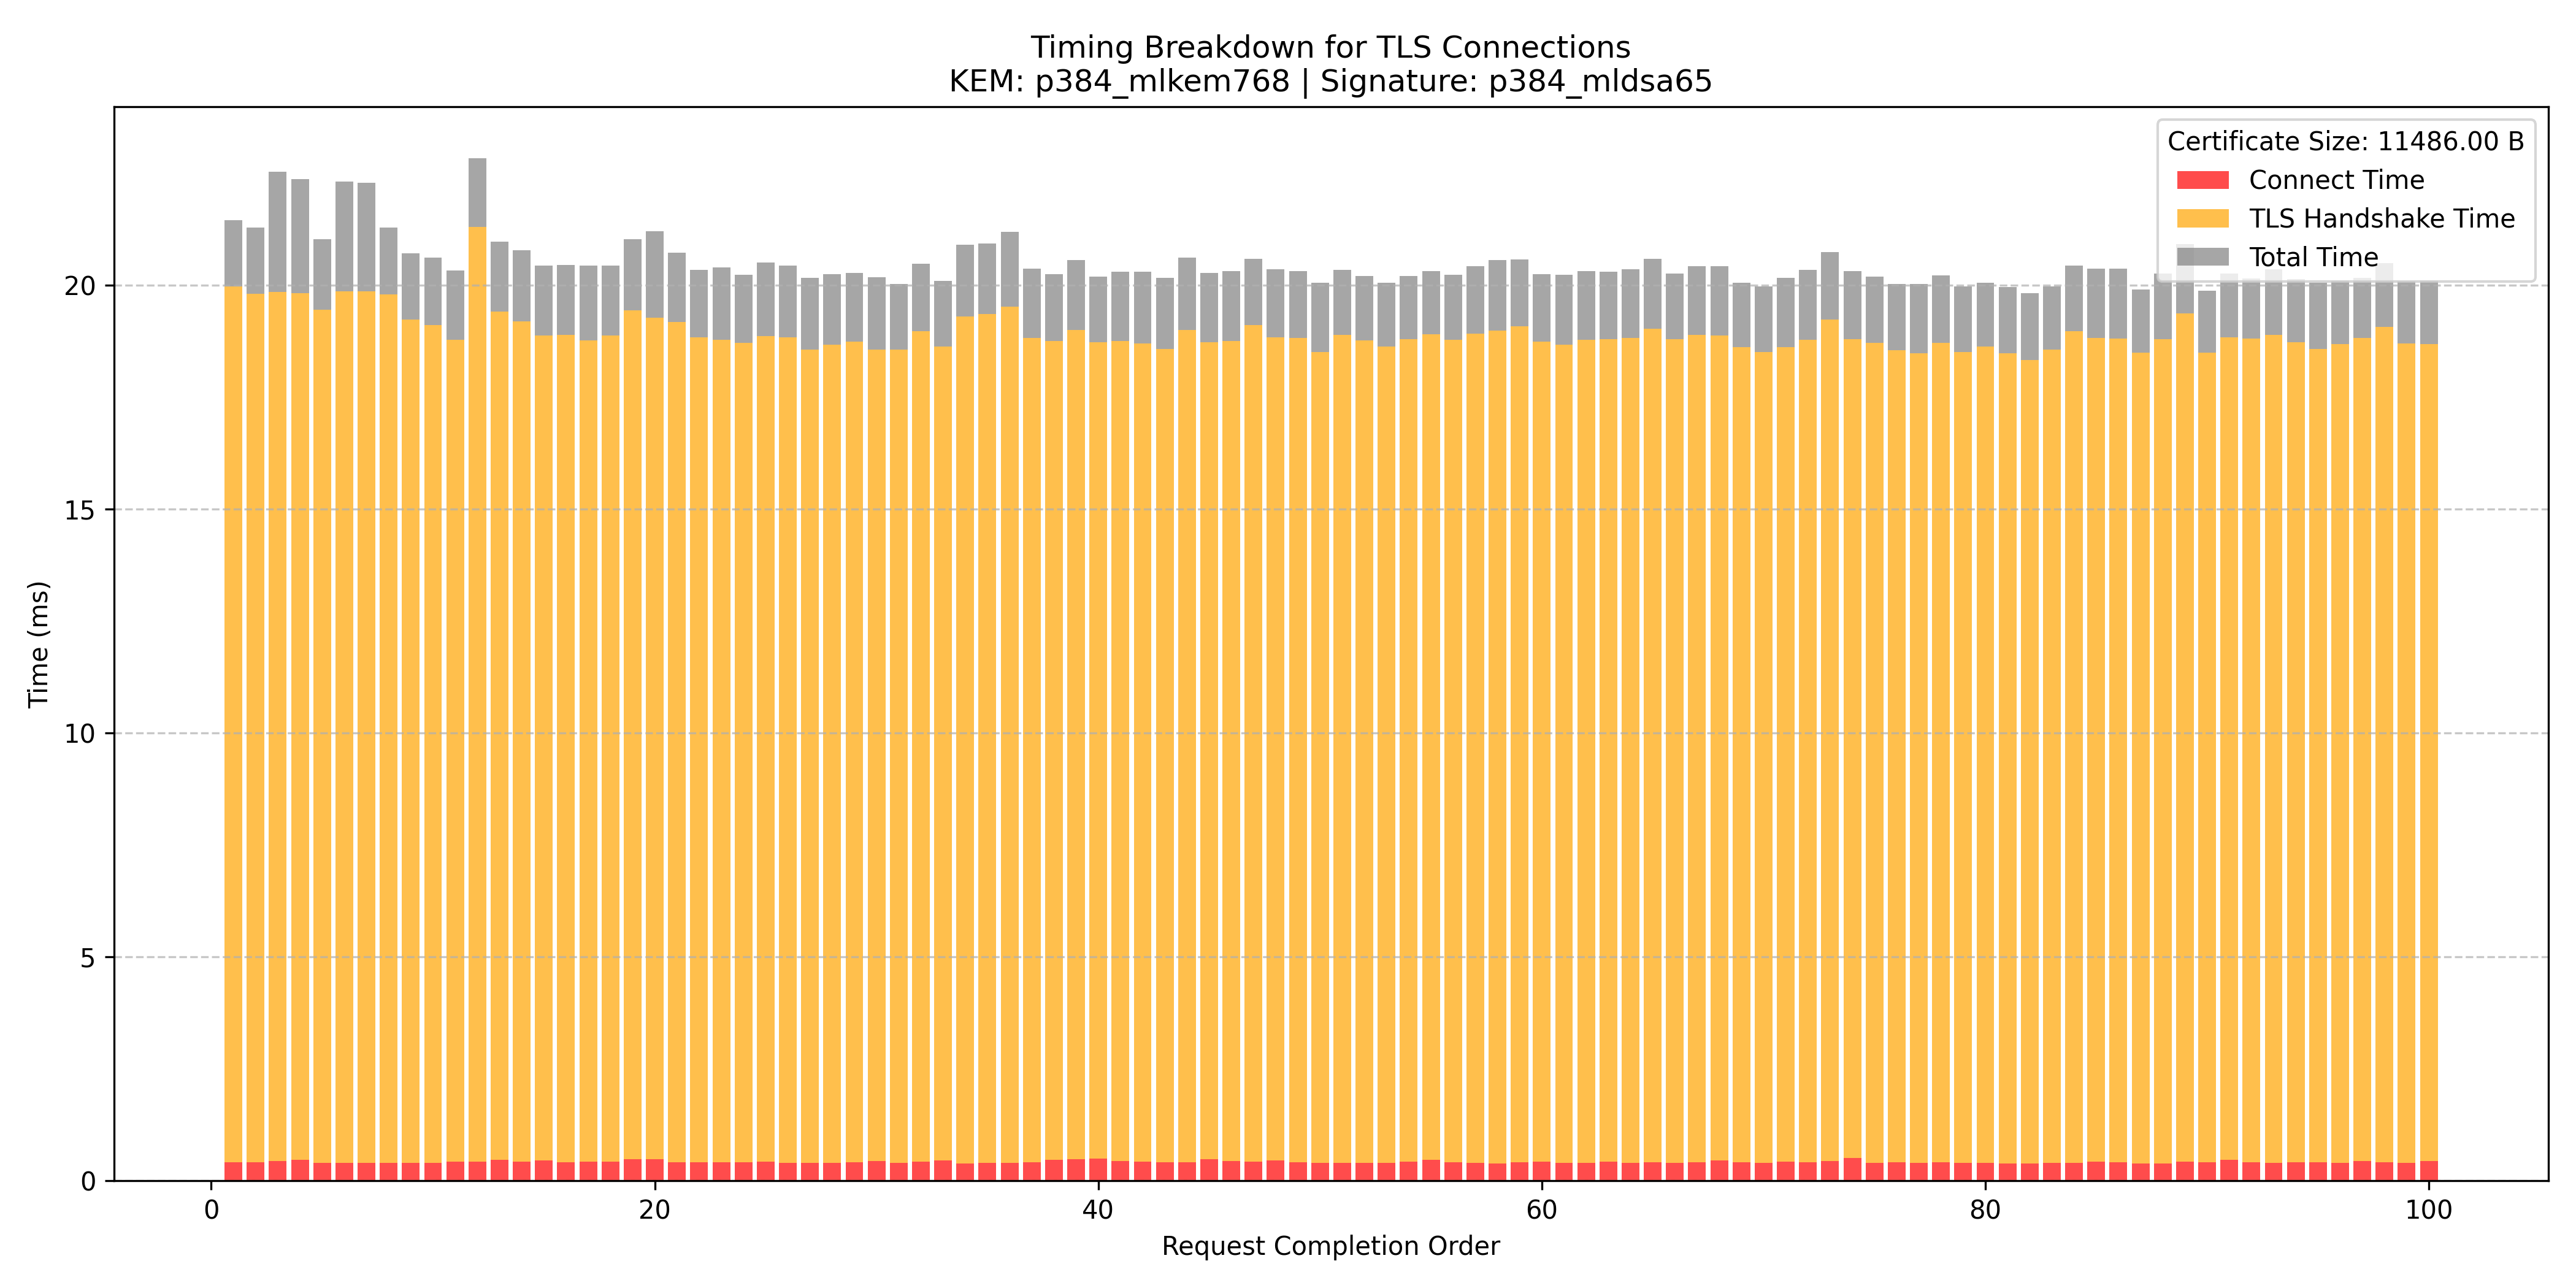 Timing Breakdown for TLS Connections
KEM: p384_mlkem768 | Signature: p384_mldsa65
Certificate Size: 11486.00 B
Connect Time
TLS Handshake Time
Total Time
Time (ms)
20
15
10
5
0
0 20 40 60 80 100
Request Completion Order